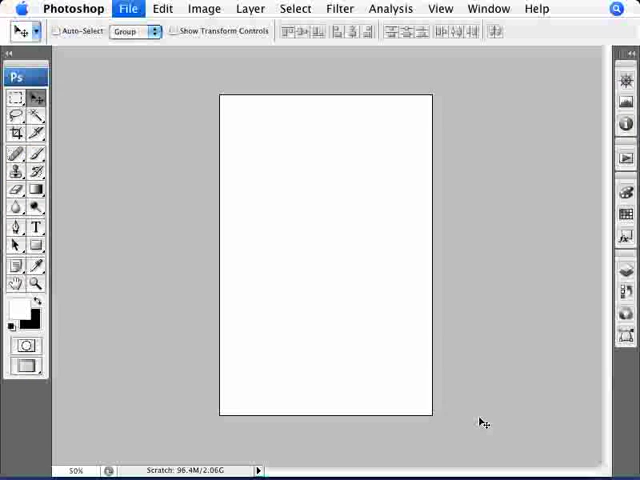 Photoshop File Edit Image Layer Select Filter Analysis View Window Help
Auto-Select: Group Show Transform Controls
Ps
T
50% Scratch: 96.4M/2.06G